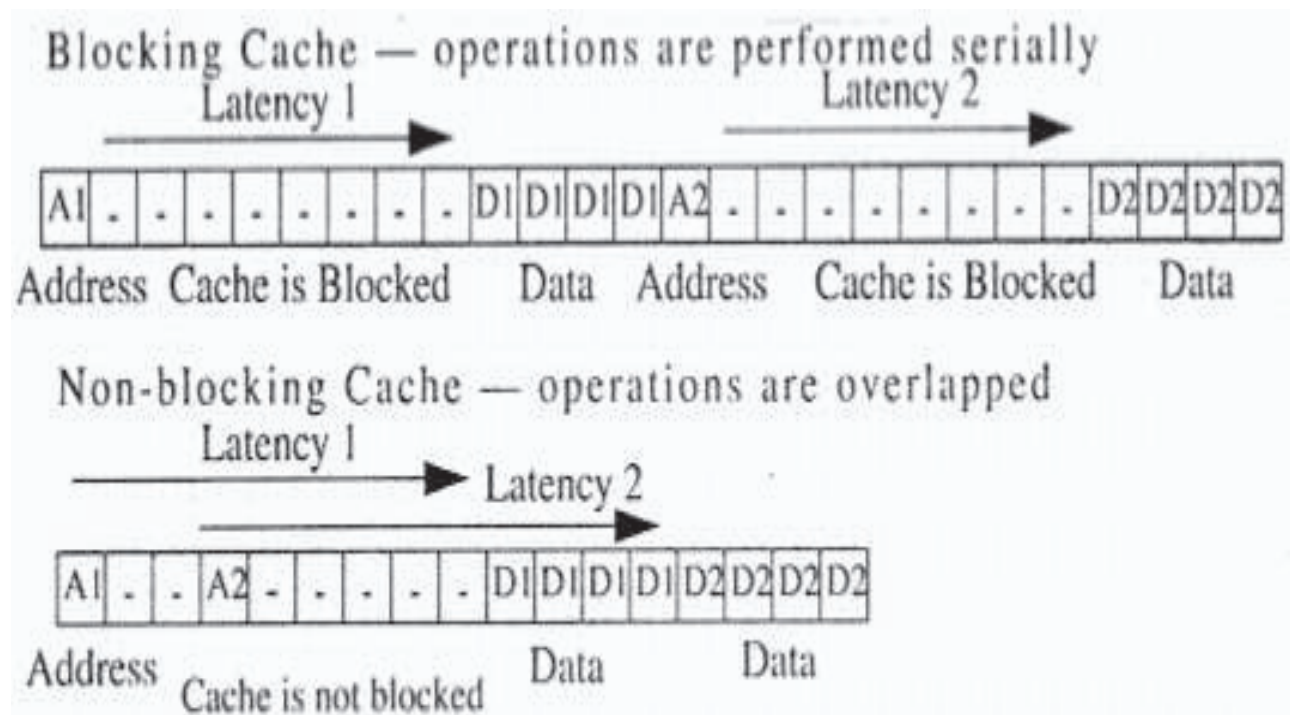 Blocking Cache — operations are performed serially
Latency 1 Latency 2
A1 - - - - - - - - D1 D1 D1 D1 A2 - - - - - - - - D2 D2 D2 D2
Address Cache is Blocked Data Address Cache is Blocked Data
Non-blocking Cache — operations are overlapped
Latency 1
Latency 2
A1 - - A2 - - - - - D1 D1 D1 D1 D2 D2 D2 D2
Address Data Data
Cache is not blocked